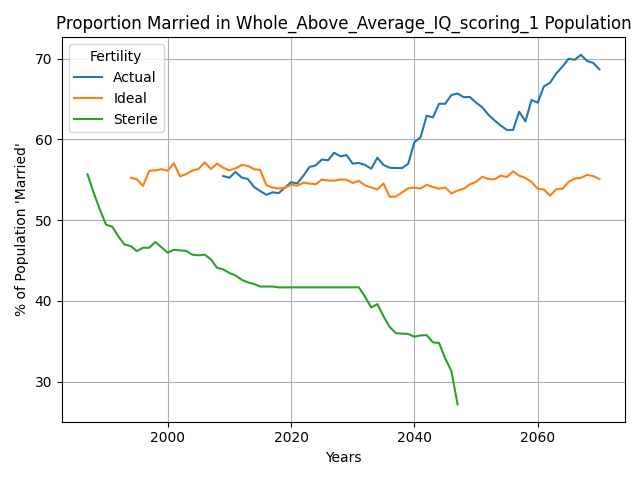 Proportion Married in Whole_Above_Average_IQ_scoring_1 Population
Fertility
Actual
Ideal
Sterile
% of Population 'Married'
70
60
50
40
30
2000
2020
2040
2060
Years